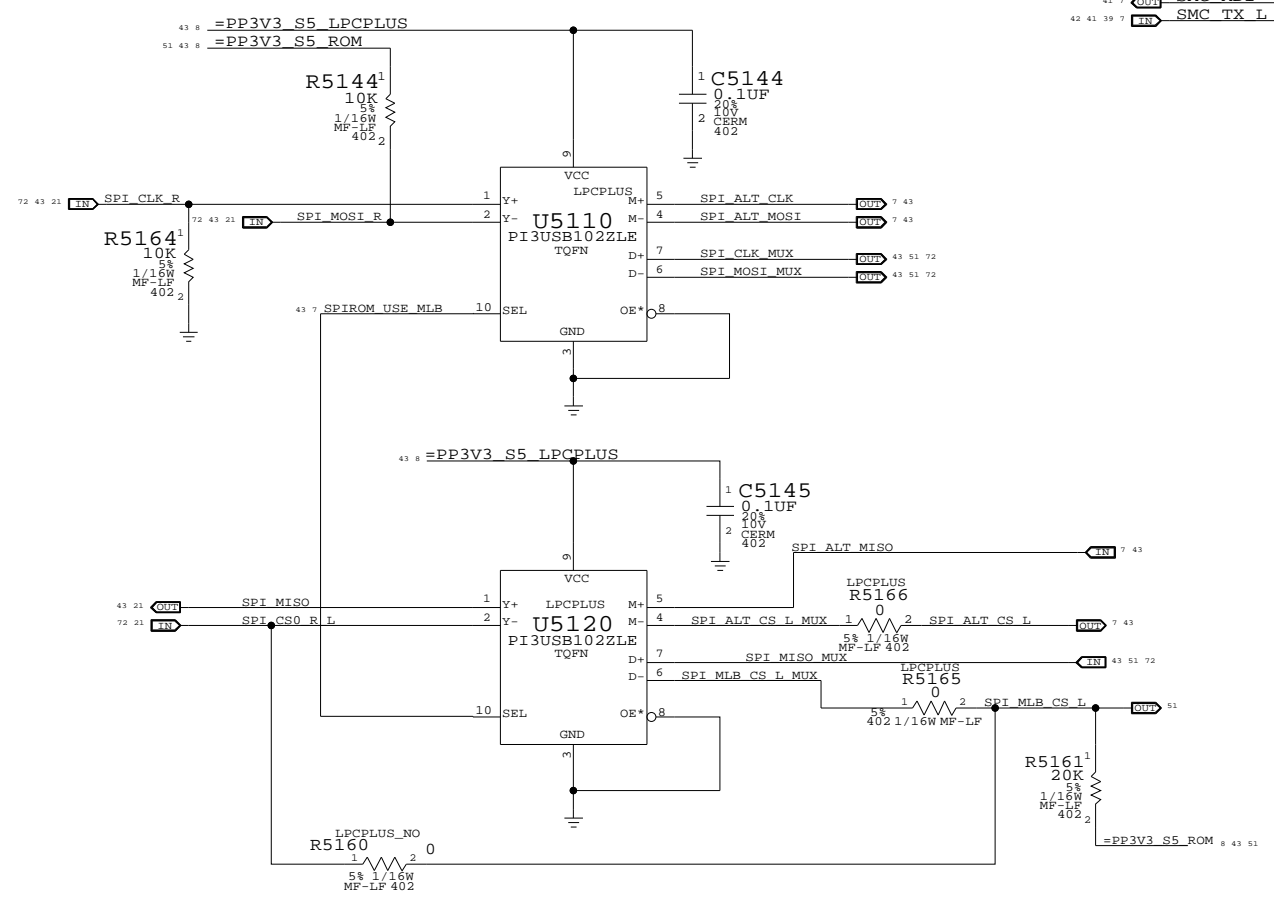 41 7 OUT
42 41 39 7 IN SMC_TX_L
43 8 =PP3V3_S5_LPCPLUS
51 43 8 =PP3V3_S5_ROM
R5144 1
10K
5%
1/16W
MF-LF
402 2
1 C5144
0.1UF
20%
10V
2 CERM
402
9
VCC
LPCPLUS
72 43 21 IN SPI_CLK_R 1 Y+
72 43 21 IN SPI_MOSI_R 2 Y-
U5110
PI3USB102ZLE
TQFN
M+ 5 SPI_ALT_CLK OUT 7 43
M- 4 SPI_ALT_MOSI OUT 7 43
D+ 7 SPI_CLK_MUX OUT 43 51 72
D- 6 SPI_MOSI_MUX OUT 43 51 72
R5164 1
10K
5%
1/16W
MF-LF
402 2
43 7 SPIROM_USE_MLB 10 SEL
OE* 8
GND
3
43 8 =PP3V3_S5_LPCPLUS
1 C5145
0.1UF
20%
10V
2 CERM
402
9
VCC
LPCPLUS
43 21 OUT SPI_MISO 1 Y+
72 21 IN SPI_CS0_R_L 2 Y-
U5120
PI3USB102ZLE
TQFN
SPI_ALT_MISO IN 7 43
M+ 5
LPCPLUS
R5166
0
M- 4 SPI_ALT_CS_L_MUX 1 2 SPI_ALT_CS_L OUT 7 43
5% 1/16W
MF-LF 402
D+ 7 SPI_MISO_MUX IN 43 51 72
D- 6 SPI_MLB_CS_L_MUX
LPCPLUS
R5165
0
1 2 SPI_MLB_CS_L OUT 51
5%
402 1/16W MF-LF
10 SEL
OE* 8
GND
3
R5161 1
20K
5%
1/16W
MF-LF
402 2
=PP3V3_S5_ROM 8 43 51
LPCPLUS_NO
R5160 0
1 2
5% 1/16W
MF-LF 402